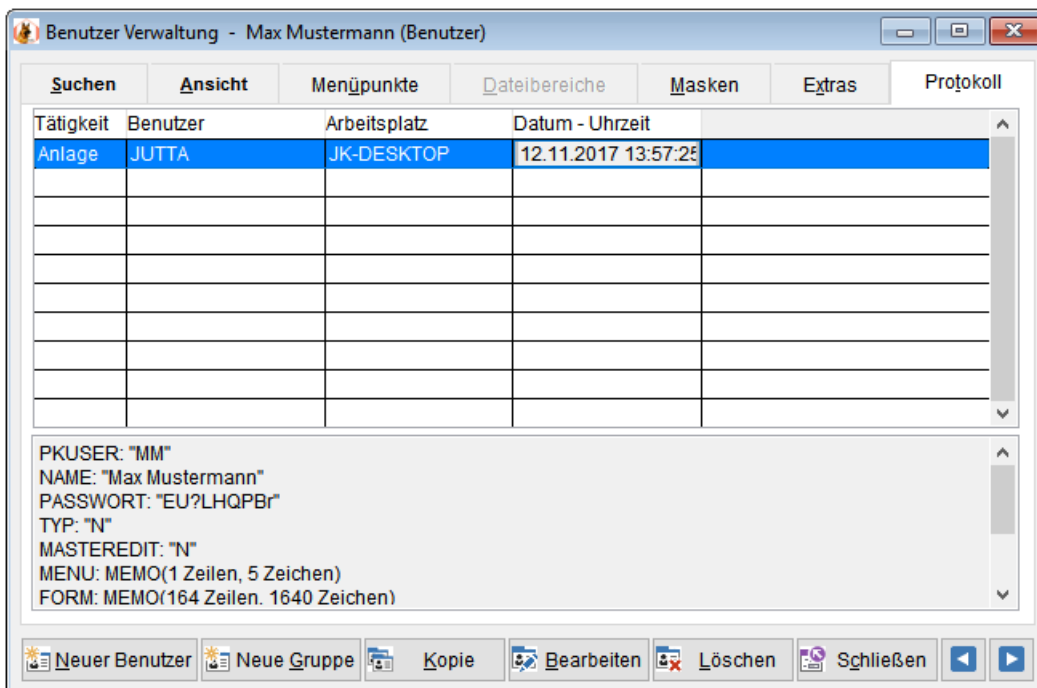 Benutzer Verwaltung - Max Mustermann (Benutzer)
Suchen Ansicht Menüpunkte Dateibereiche Masken Extras Protokoll
Tätigkeit Benutzer Arbeitsplatz Datum - Uhrzeit
Anlage JUTTA JK-DESKTOP 12.11.2017 13:57:25
PKUSER: "MM"
NAME: "Max Mustermann"
PASSWORT: "EU?LHQPBr"
TYP: "N"
MASTEREDIT: "N"
MENU: MEMO(1 Zeilen, 5 Zeichen)
FORM: MEMO(164 Zeilen. 1640 Zeichen)
Neuer Benutzer Neue Gruppe Kopie Bearbeiten Löschen Schließen